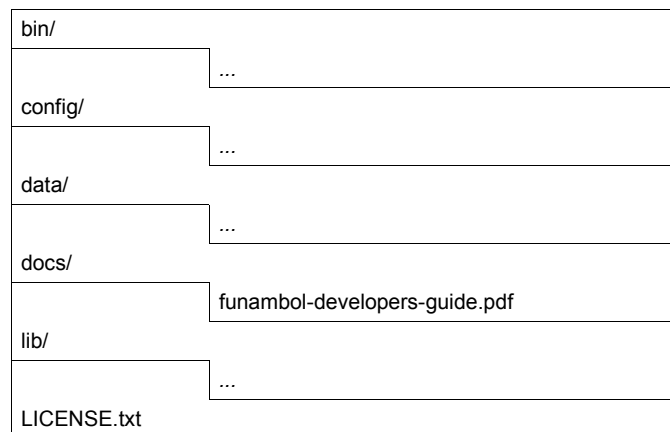 bin/
...
config/
...
data/
...
docs/
funambol-developers-guide.pdf
lib/
...
LICENSE.txt